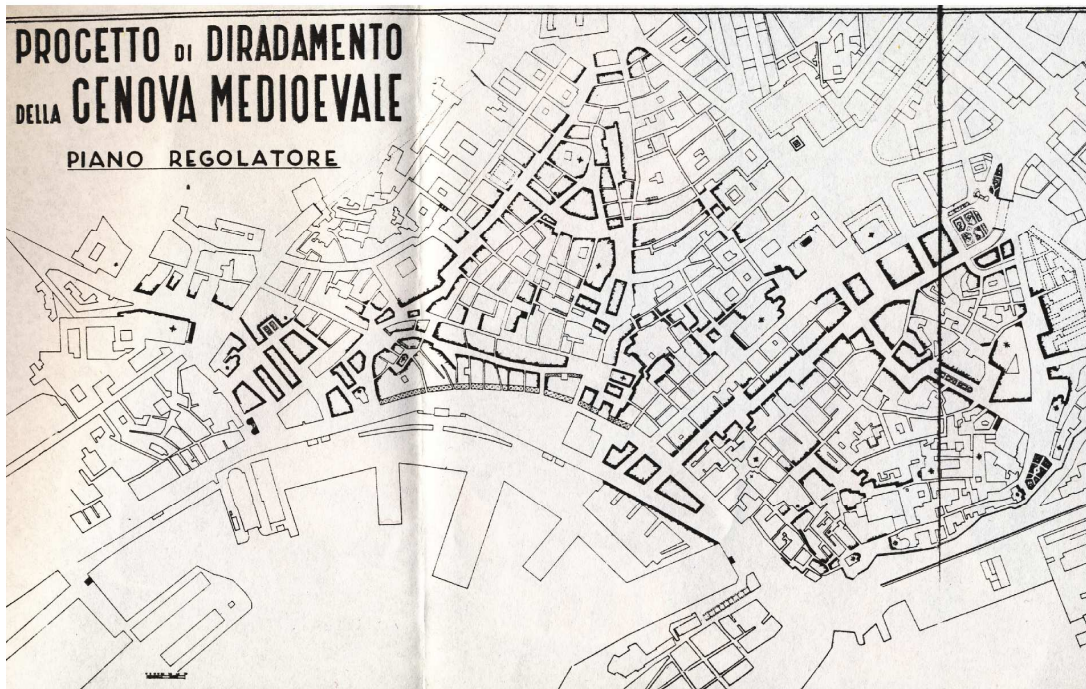 PROGETTO DI DIRADAMENTO
DELLA GENOVA MEDIOEVALE
PIANO REGOLATORE